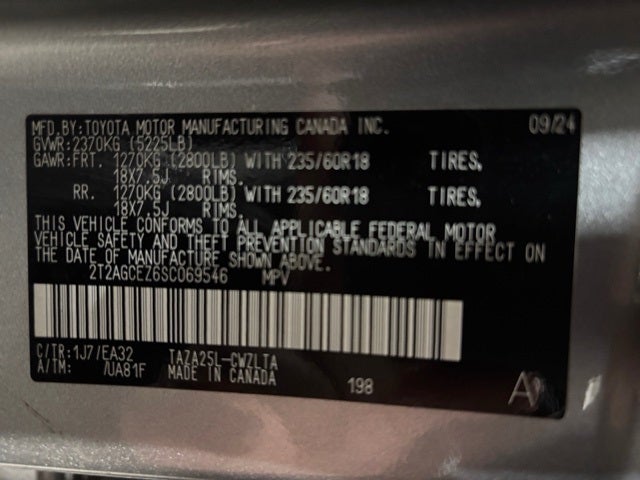 MFD.BY:TOYOTA MOTOR MANUFACTURING CANADA INC. 09/24
GVWR:2370KG (5225LB)
GAWR:FRT. 1270KG (2800LB) WITH 235/60R18 TIRES,
18X7.5J RIMS.
RR. 1270KG (2800LB) WITH 235/60R18 TIRES,
18X7.5J RIMS.
THIS VEHICLE CONFORMS TO ALL APPLICABLE FEDERAL MOTOR
VEHICLE SAFETY AND THEFT PREVENTION STANDARDS IN EFFECT ON
THE DATE OF MANUFACTURE SHOWN ABOVE.
2T2AGCEZ6SC069546 MPV
C/TR:1J7/EA32 TAZA25L-CWZLTA
A/TM: /UA81F MADE IN CANADA 198